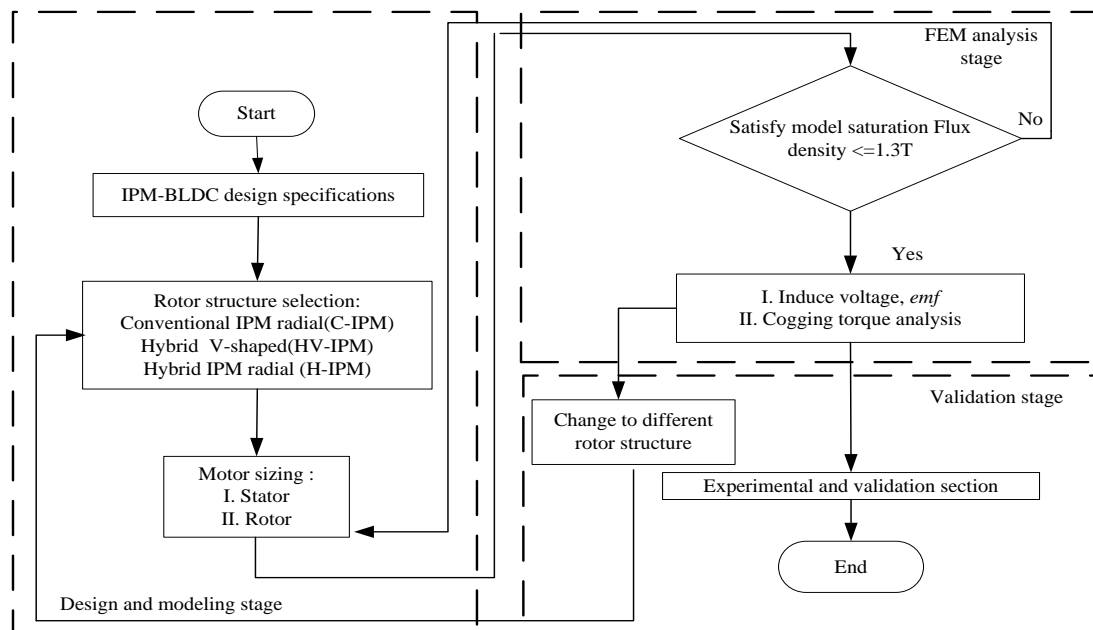 Start
IPM-BLDC design specifications
Rotor structure selection:
Conventional IPM radial(C-IPM)
Hybrid V-shaped(HV-IPM)
Hybrid IPM radial (H-IPM)
Motor sizing :
I. Stator
II. Rotor
Design and modeling stage
FEM analysis
stage
Satisfy model saturation Flux
density <=1.3T
No
Yes
I. Induce voltage, emf
II. Cogging torque analysis
Validation stage
Change to different
rotor structure
Experimental and validation section
End